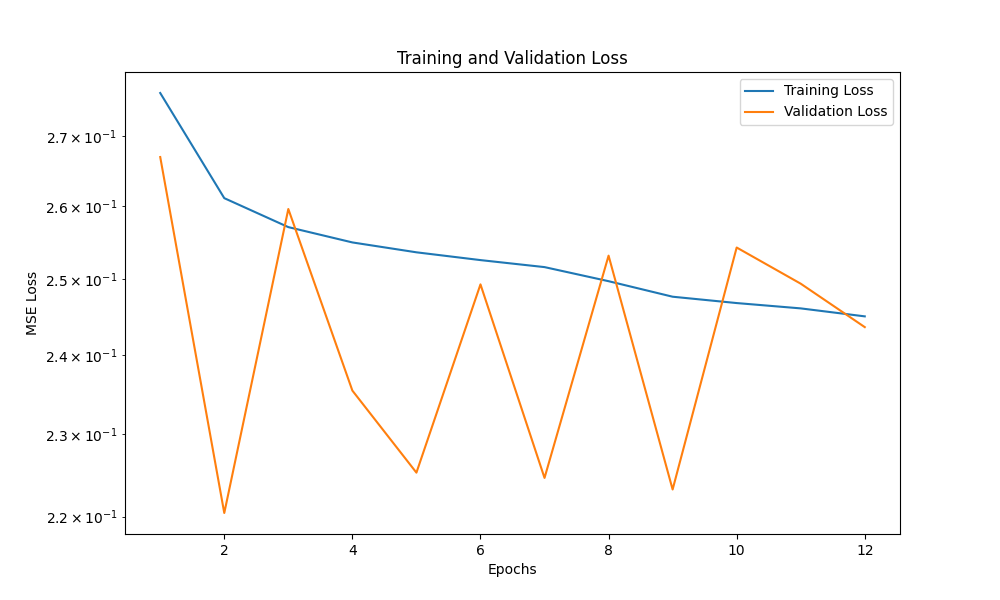 Training and Validation Loss
Training Loss
Validation Loss
2.7 × 10⁻¹
2.6 × 10⁻¹
2.5 × 10⁻¹
2.4 × 10⁻¹
2.3 × 10⁻¹
2.2 × 10⁻¹
MSE Loss
2 4 6 8 10 12
Epochs